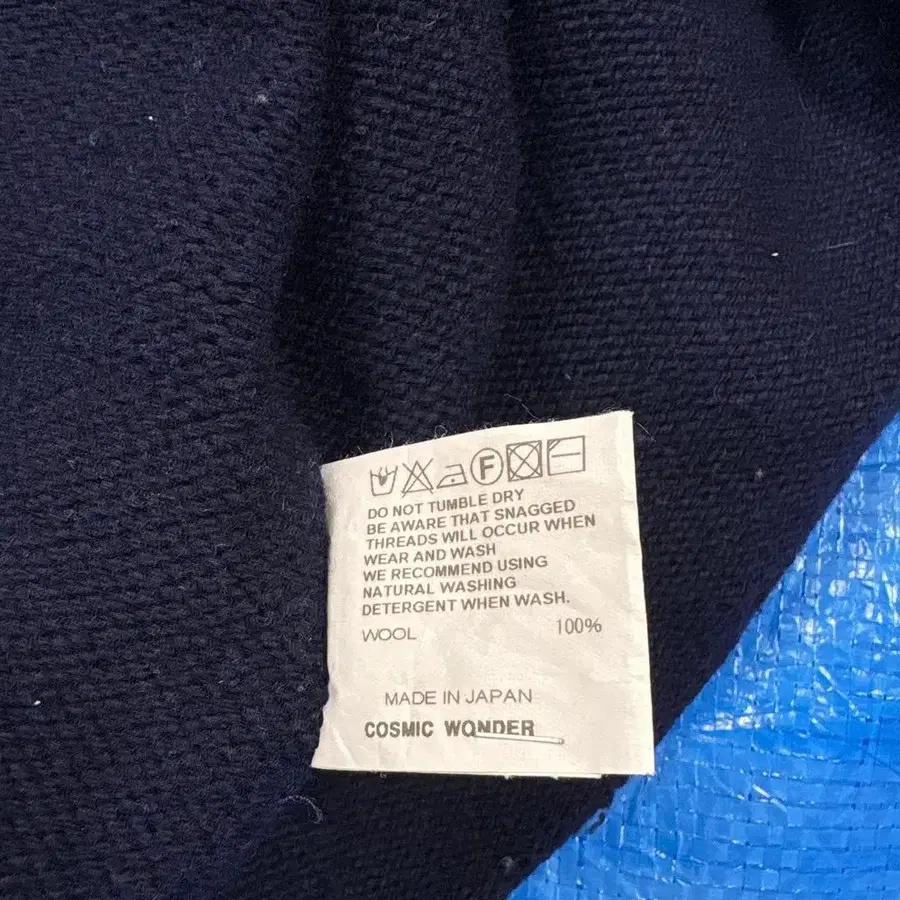 F
DO NOT TUMBLE DRY
BE AWARE THAT SNAGGED
THREADS WILL OCCUR WHEN
WEAR AND WASH
WE RECOMMEND USING
NATURAL WASHING
DETERGENT WHEN WASH.
WOOL 100%
MADE IN JAPAN
COSMIC WONDER